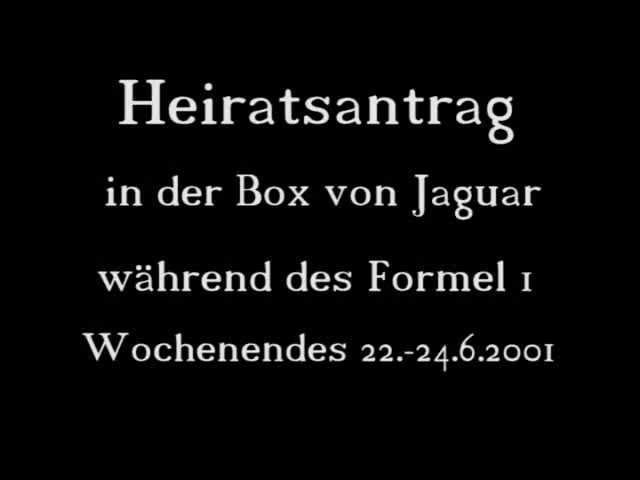 Heiratsantrag
in der Box von Jaguar
während des Formel 1
Wochenendes 22.-24.6.2001